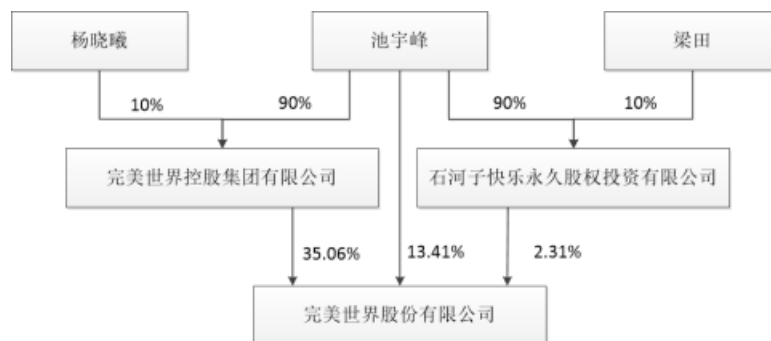 杨晓曦
池宇峰
梁田
10%
90%
90%
10%
完美世界控股集团有限公司
石河子快乐永久股权投资有限公司
35.06%
13.41%
2.31%
完美世界股份有限公司